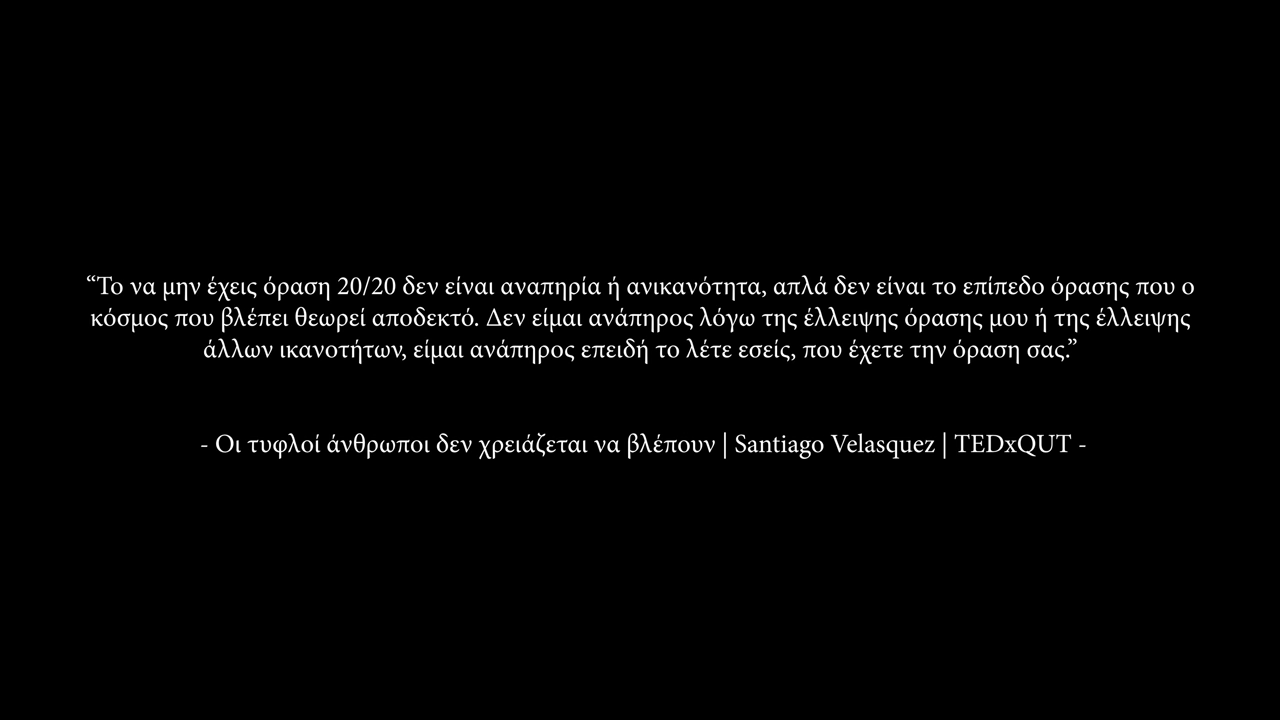 “Το να μην έχεις όραση 20/20 δεν είναι αναπηρία ή ανικανότητα, απλά δεν είναι το επίπεδο όρασης που ο
κόσμος που βλέπει θεωρεί αποδεκτό. Δεν είμαι ανάπηρος λόγω της έλλειψης όρασης μου ή της έλλειψης
άλλων ικανοτήτων, είμαι ανάπηρος επειδή το λέτε εσείς, που έχετε την όραση σας.”
- Οι τυφλοί άνθρωποι δεν χρειάζεται να βλέπουν | Santiago Velasquez | TEDxQUT -